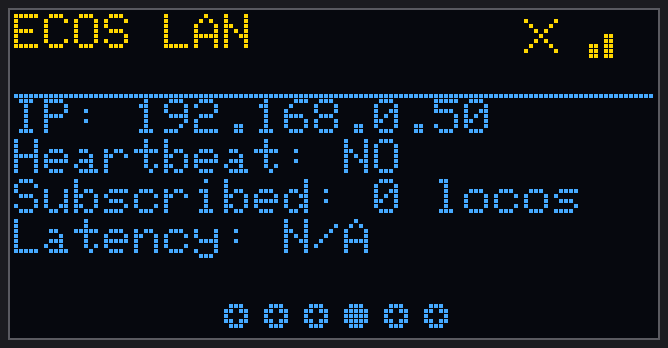 ECOS LAN
IP: 192.168.0.50
Heartbeat: NO
Subscribed: 0 locos
Latency: N/A